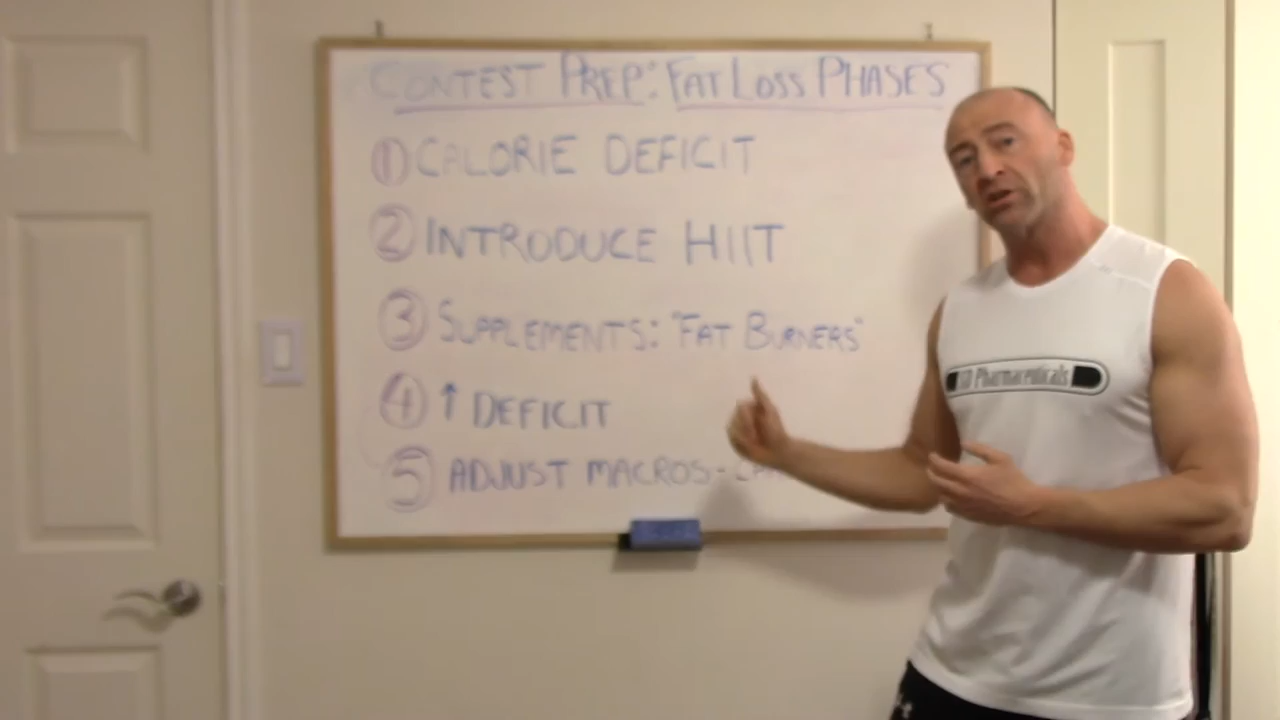 CONTEST PREP: FAT LOSS PHASES
① CALORIE DEFICIT
② INTRODUCE HIIT
③ SUPPLEMENTS: "FAT BURNERS"
④ ↑ DEFICIT
⑤ ADJUST MACROS-
Pharmaceuticals